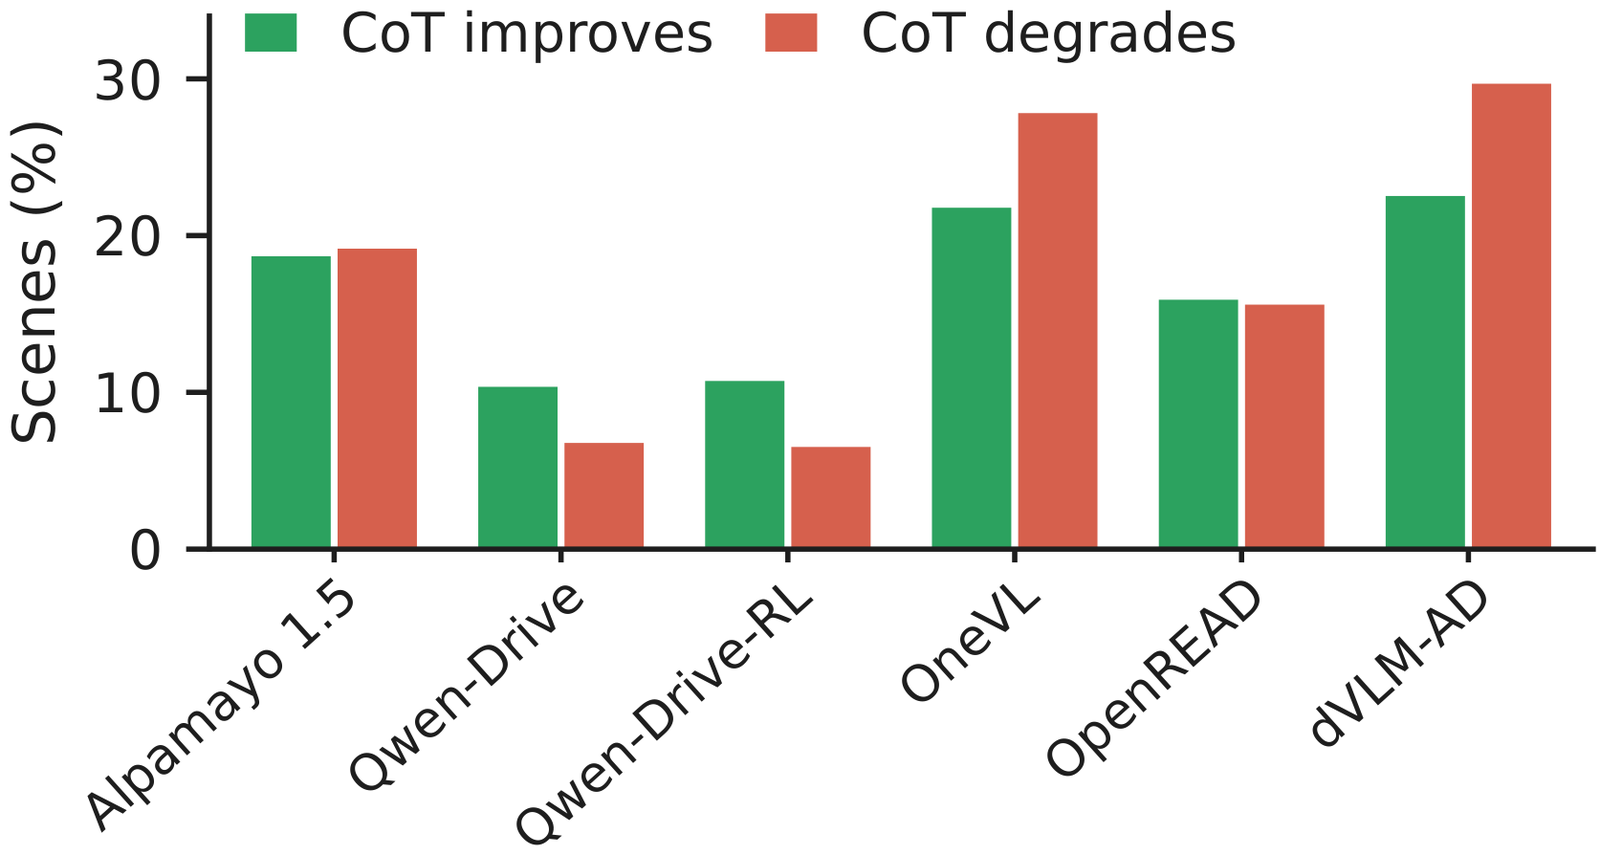 CoT improves CoT degrades
Scenes (%)
30
20
10
0
Alpamayo 1.5
Qwen-Drive
Qwen-Drive-RL
OneVL
OpenREAD
dVLM-AD